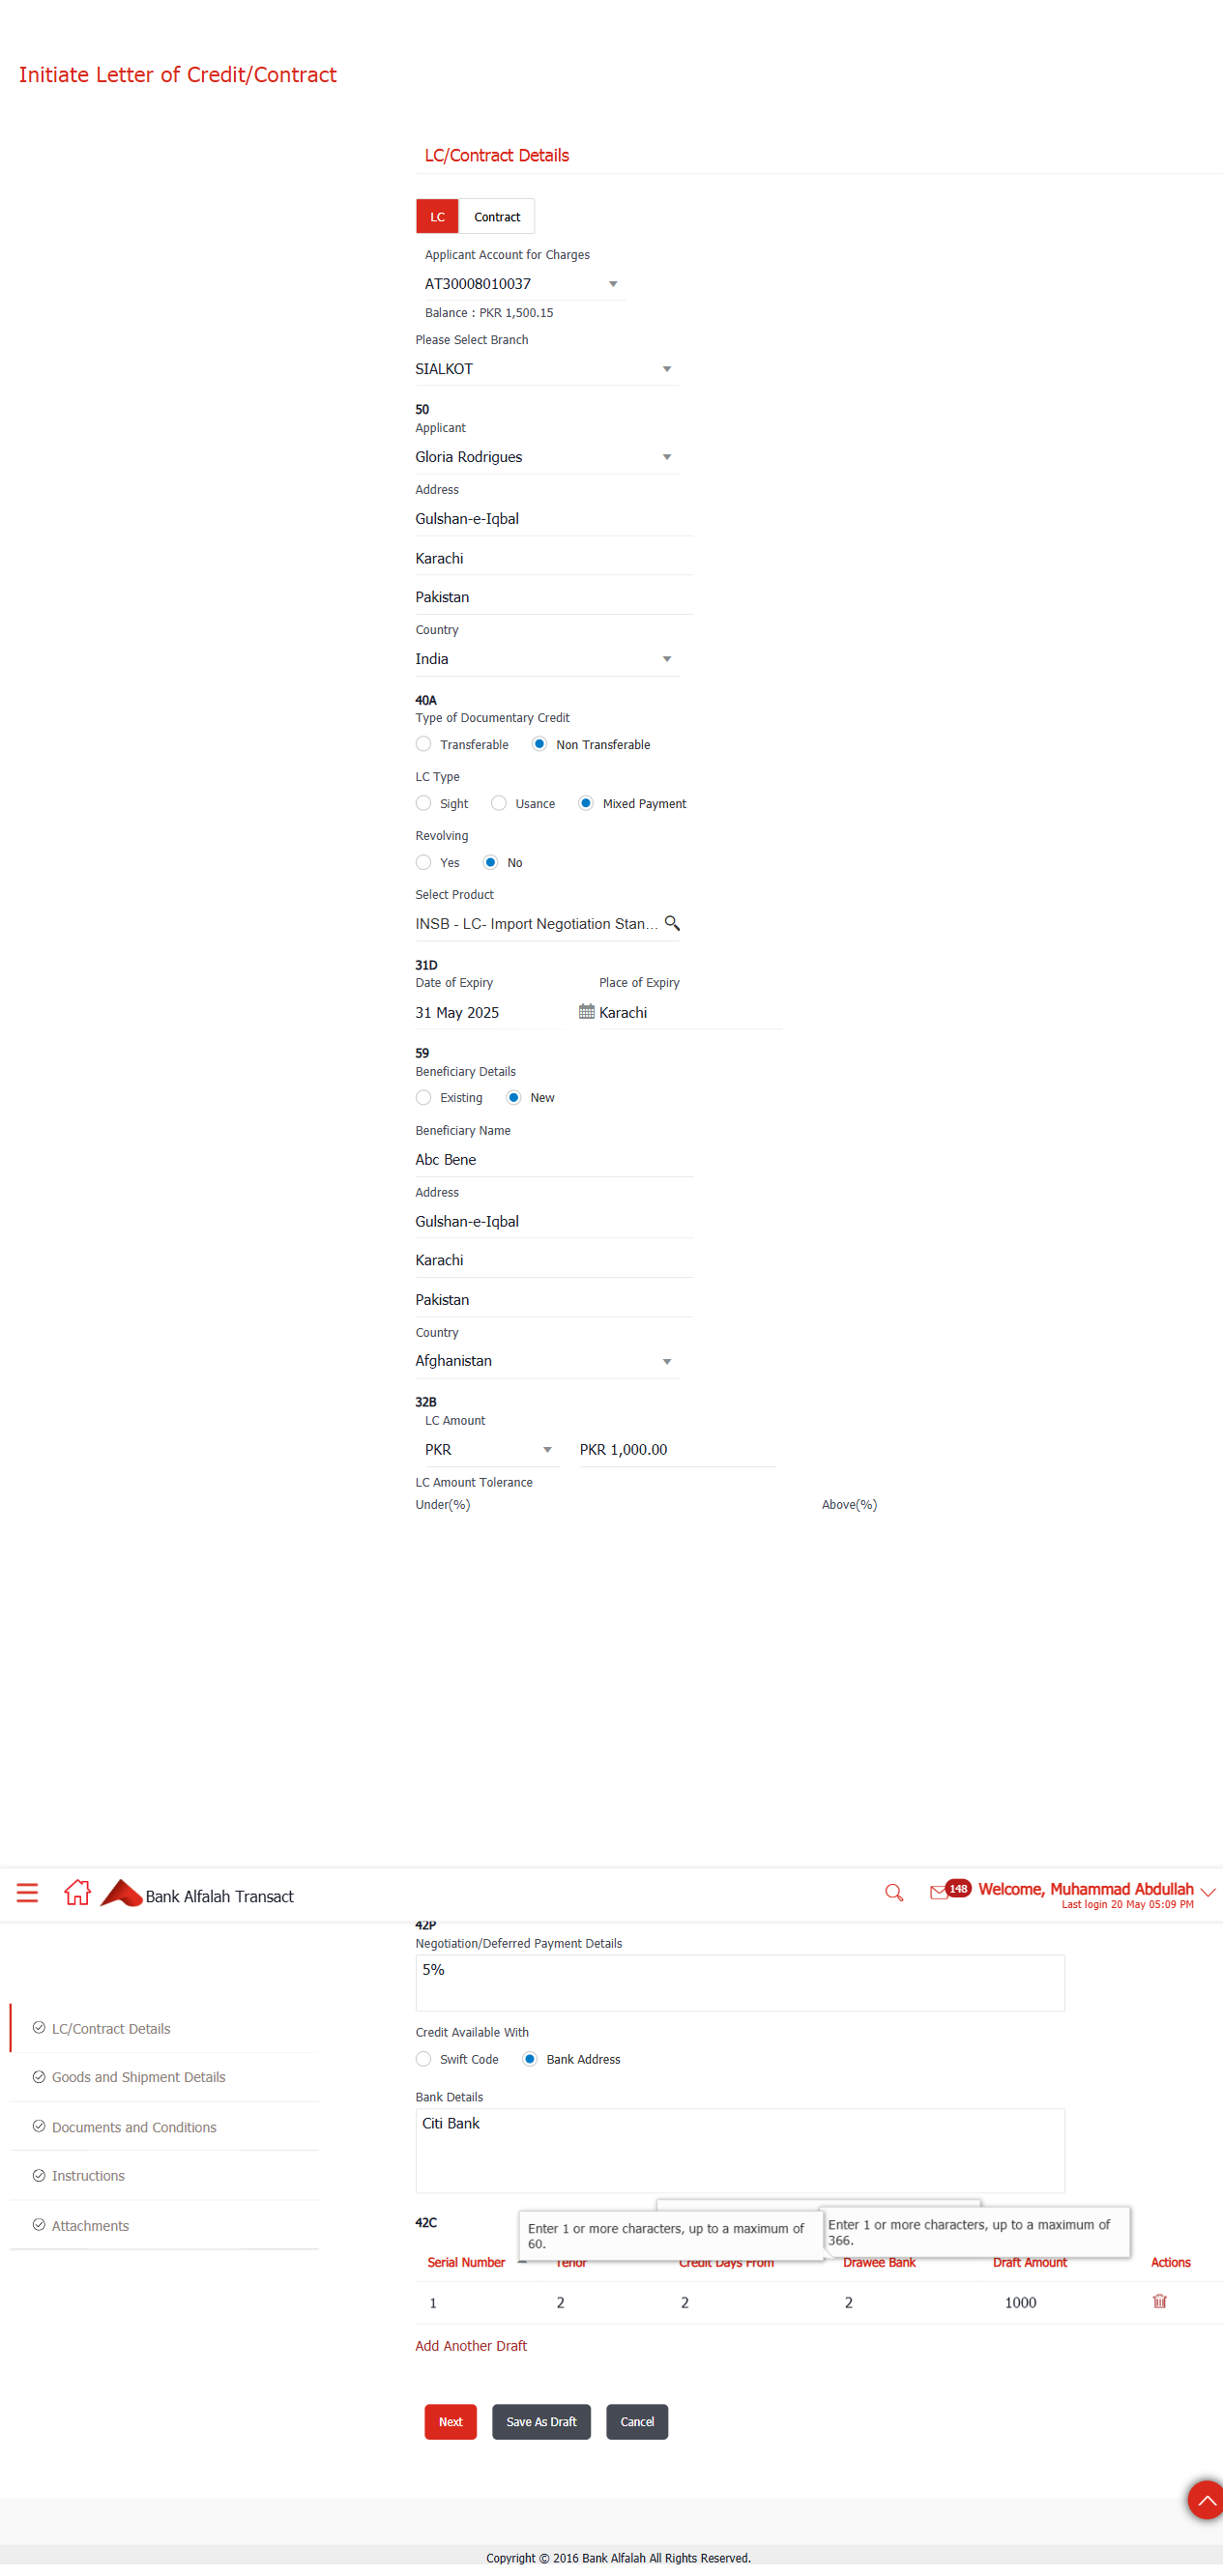 Initiate Letter of Credit/Contract
LC/Contract Details
LC Contract
Applicant Account for Charges
AT30008010037
Balance : PKR 1,500.15
Please Select Branch
SIALKOT
50
Applicant
Gloria Rodrigues
Address
Gulshan-e-Iqbal
Karachi
Pakistan
Country
India
40A
Type of Documentary Credit
Transferable Non Transferable
LC Type
Sight Usance Mixed Payment
Revolving
Yes No
Select Product
INSB - LC- Import Negotiation Stan...
31D
Date of Expiry Place of Expiry
31 May 2025 Karachi
59
Beneficiary Details
Existing New
Beneficiary Name
Abc Bene
Address
Gulshan-e-Iqbal
Karachi
Pakistan
Country
Afghanistan
32B
LC Amount
PKR PKR 1,000.00
LC Amount Tolerance
Under(%) Above(%)
Bank Alfalah Transact
148 Welcome, Muhammad Abdullah
Last login 20 May 05:09 PM
42P
Negotiation/Deferred Payment Details
5%
LC/Contract Details
Goods and Shipment Details
Documents and Conditions
Instructions
Attachments
Credit Available With
Swift Code Bank Address
Bank Details
Citi Bank
42C
Enter 1 or more characters, up to a maximum of
60.
Enter 1 or more characters, up to a maximum of
366.
Serial Number Tenor Credit Days From Drawee Bank Draft Amount Actions
1 2 2 2 1000
Add Another Draft
Next Save As Draft Cancel
Copyright © 2016 Bank Alfalah All Rights Reserved.